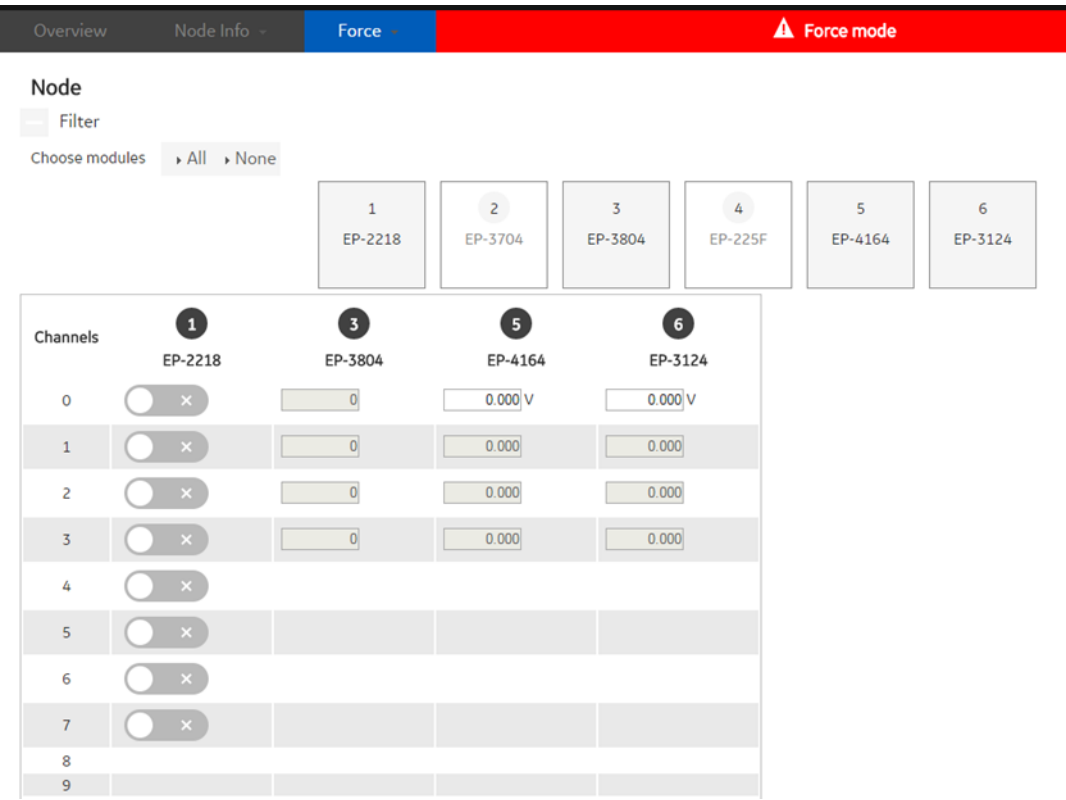 Overview Node Info Force Force mode
Node
Filter
Choose modules All None
1 2 3 4 5 6
EP-2218 EP-3704 EP-3804 EP-225F EP-4164 EP-3124
Channels 1 3 5 6
EP-2218 EP-3804 EP-4164 EP-3124
0 0 0.000 V 0.000 V
1 0 0.000 0.000
2 0 0.000 0.000
3 0 0.000 0.000
4
5
6
7
8
9